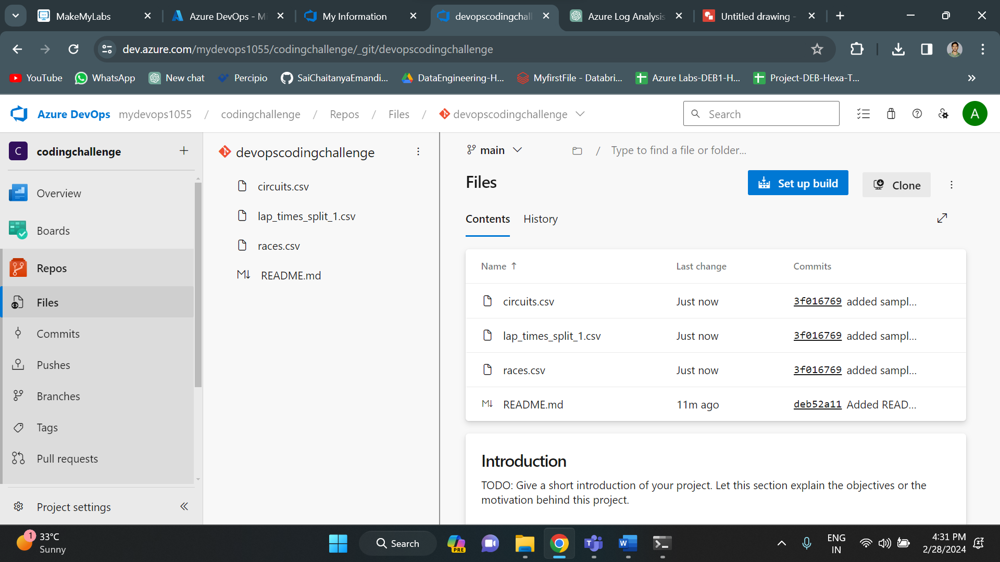 MakeMyLabs
Azure DevOps - Mi
My Information
devopscodingchall
Azure Log Analysis
Untitled drawing -
dev.azure.com/mydevops1055/codingchallenge/_git/devopscodingchallenge
YouTube
WhatsApp
New chat
Percipio
SaiChaitanyaEmandi...
DataEngineering-H...
MyfirstFile - Databri...
Azure Labs-DEB1-H...
Project-DEB-Hexa-T...
»
Azure DevOps mydevops1055 / codingchallenge / Repos / Files / devopscodingchallenge
Search
A
C codingchallenge +
Overview
Boards
Repos
Files
Commits
Pushes
Branches
Tags
Pull requests
Project settings
devopscodingchallenge
circuits.csv
lap_times_split_1.csv
races.csv
M↓ README.md
main / Type to find a file or folder...
Files
Set up build
Clone
Contents History
Name ↑ Last change Commits
circuits.csv Just now 3f016769 added sampl...
lap_times_split_1.csv Just now 3f016769 added sampl...
races.csv Just now 3f016769 added sampl...
M↓ README.md 11m ago deb52a11 Added READ...
Introduction
TODO: Give a short introduction of your project. Let this section explain the objectives or the
motivation behind this project.
1
33°C
Sunny
Search
PRE
ENG
IN
4:31 PM
2/28/2024